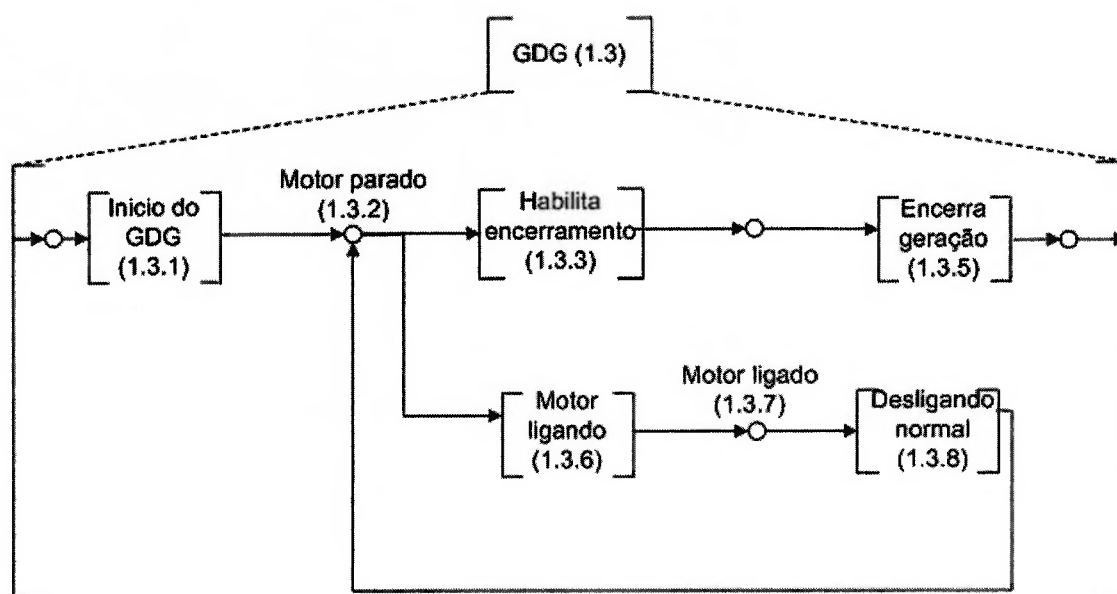 GDG (1.3)
Inicio do
GDG
(1.3.1)
Motor parado
(1.3.2)
Habilita
encerramento
(1.3.3)
Encerra
geração
(1.3.5)
Motor
ligando
(1.3.6)
Motor ligado
(1.3.7)
Desligando
normal
(1.3.8)